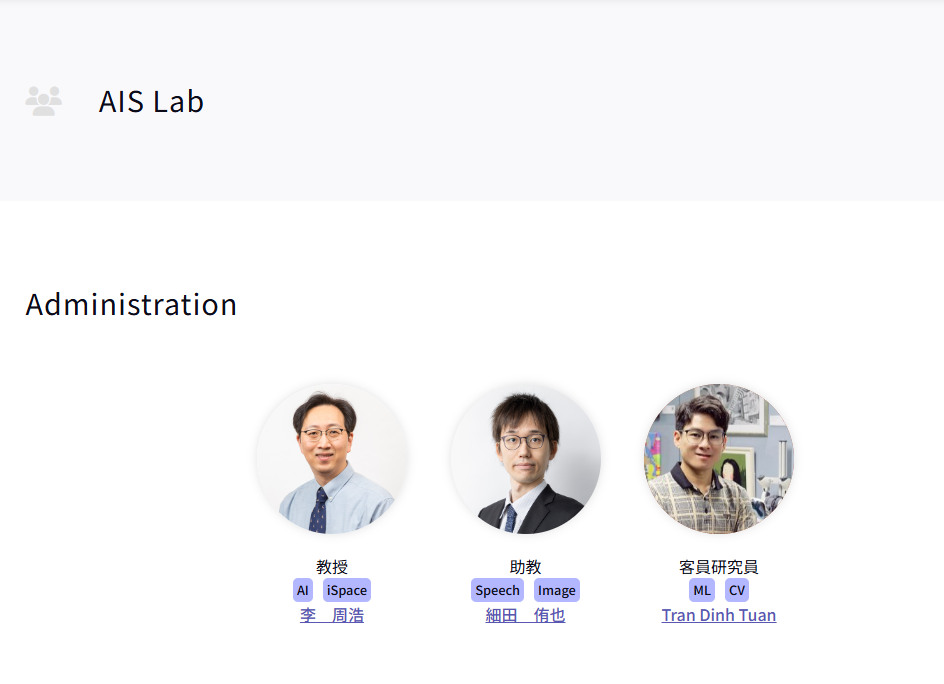 AIS Lab
Administration
教授
AI iSpace
李　周浩
助教
Speech Image
細田　侑也
客員研究員
ML CV
Tran Dinh Tuan